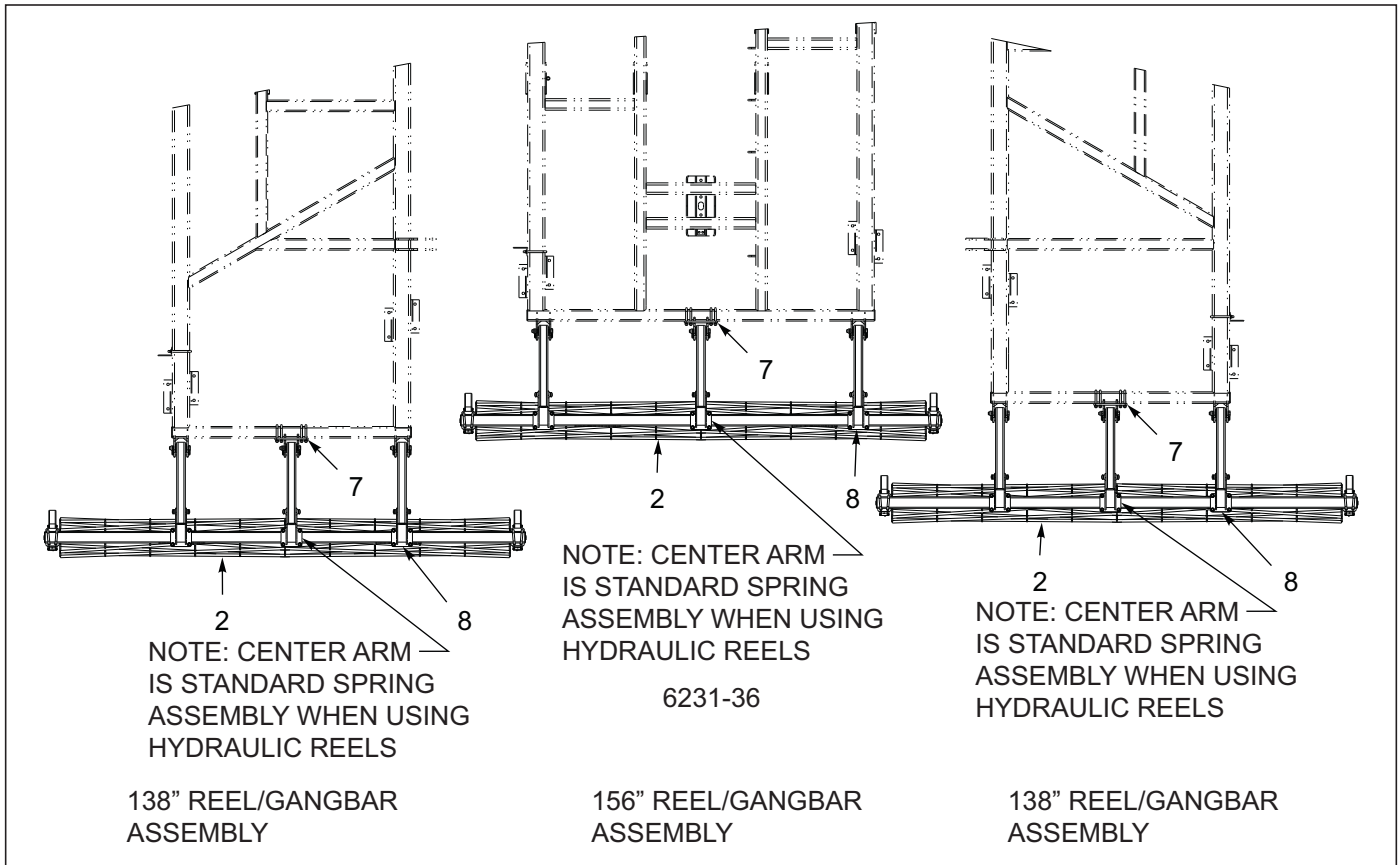 7
2
8
NOTE: CENTER ARM
IS STANDARD SPRING
ASSEMBLY WHEN USING
HYDRAULIC REELS
138” REEL/GANGBAR
ASSEMBLY
7
2
8
NOTE: CENTER ARM
IS STANDARD SPRING
ASSEMBLY WHEN USING
HYDRAULIC REELS
6231-36
156” REEL/GANGBAR
ASSEMBLY
7
2
8
NOTE: CENTER ARM
IS STANDARD SPRING
ASSEMBLY WHEN USING
HYDRAULIC REELS
138” REEL/GANGBAR
ASSEMBLY